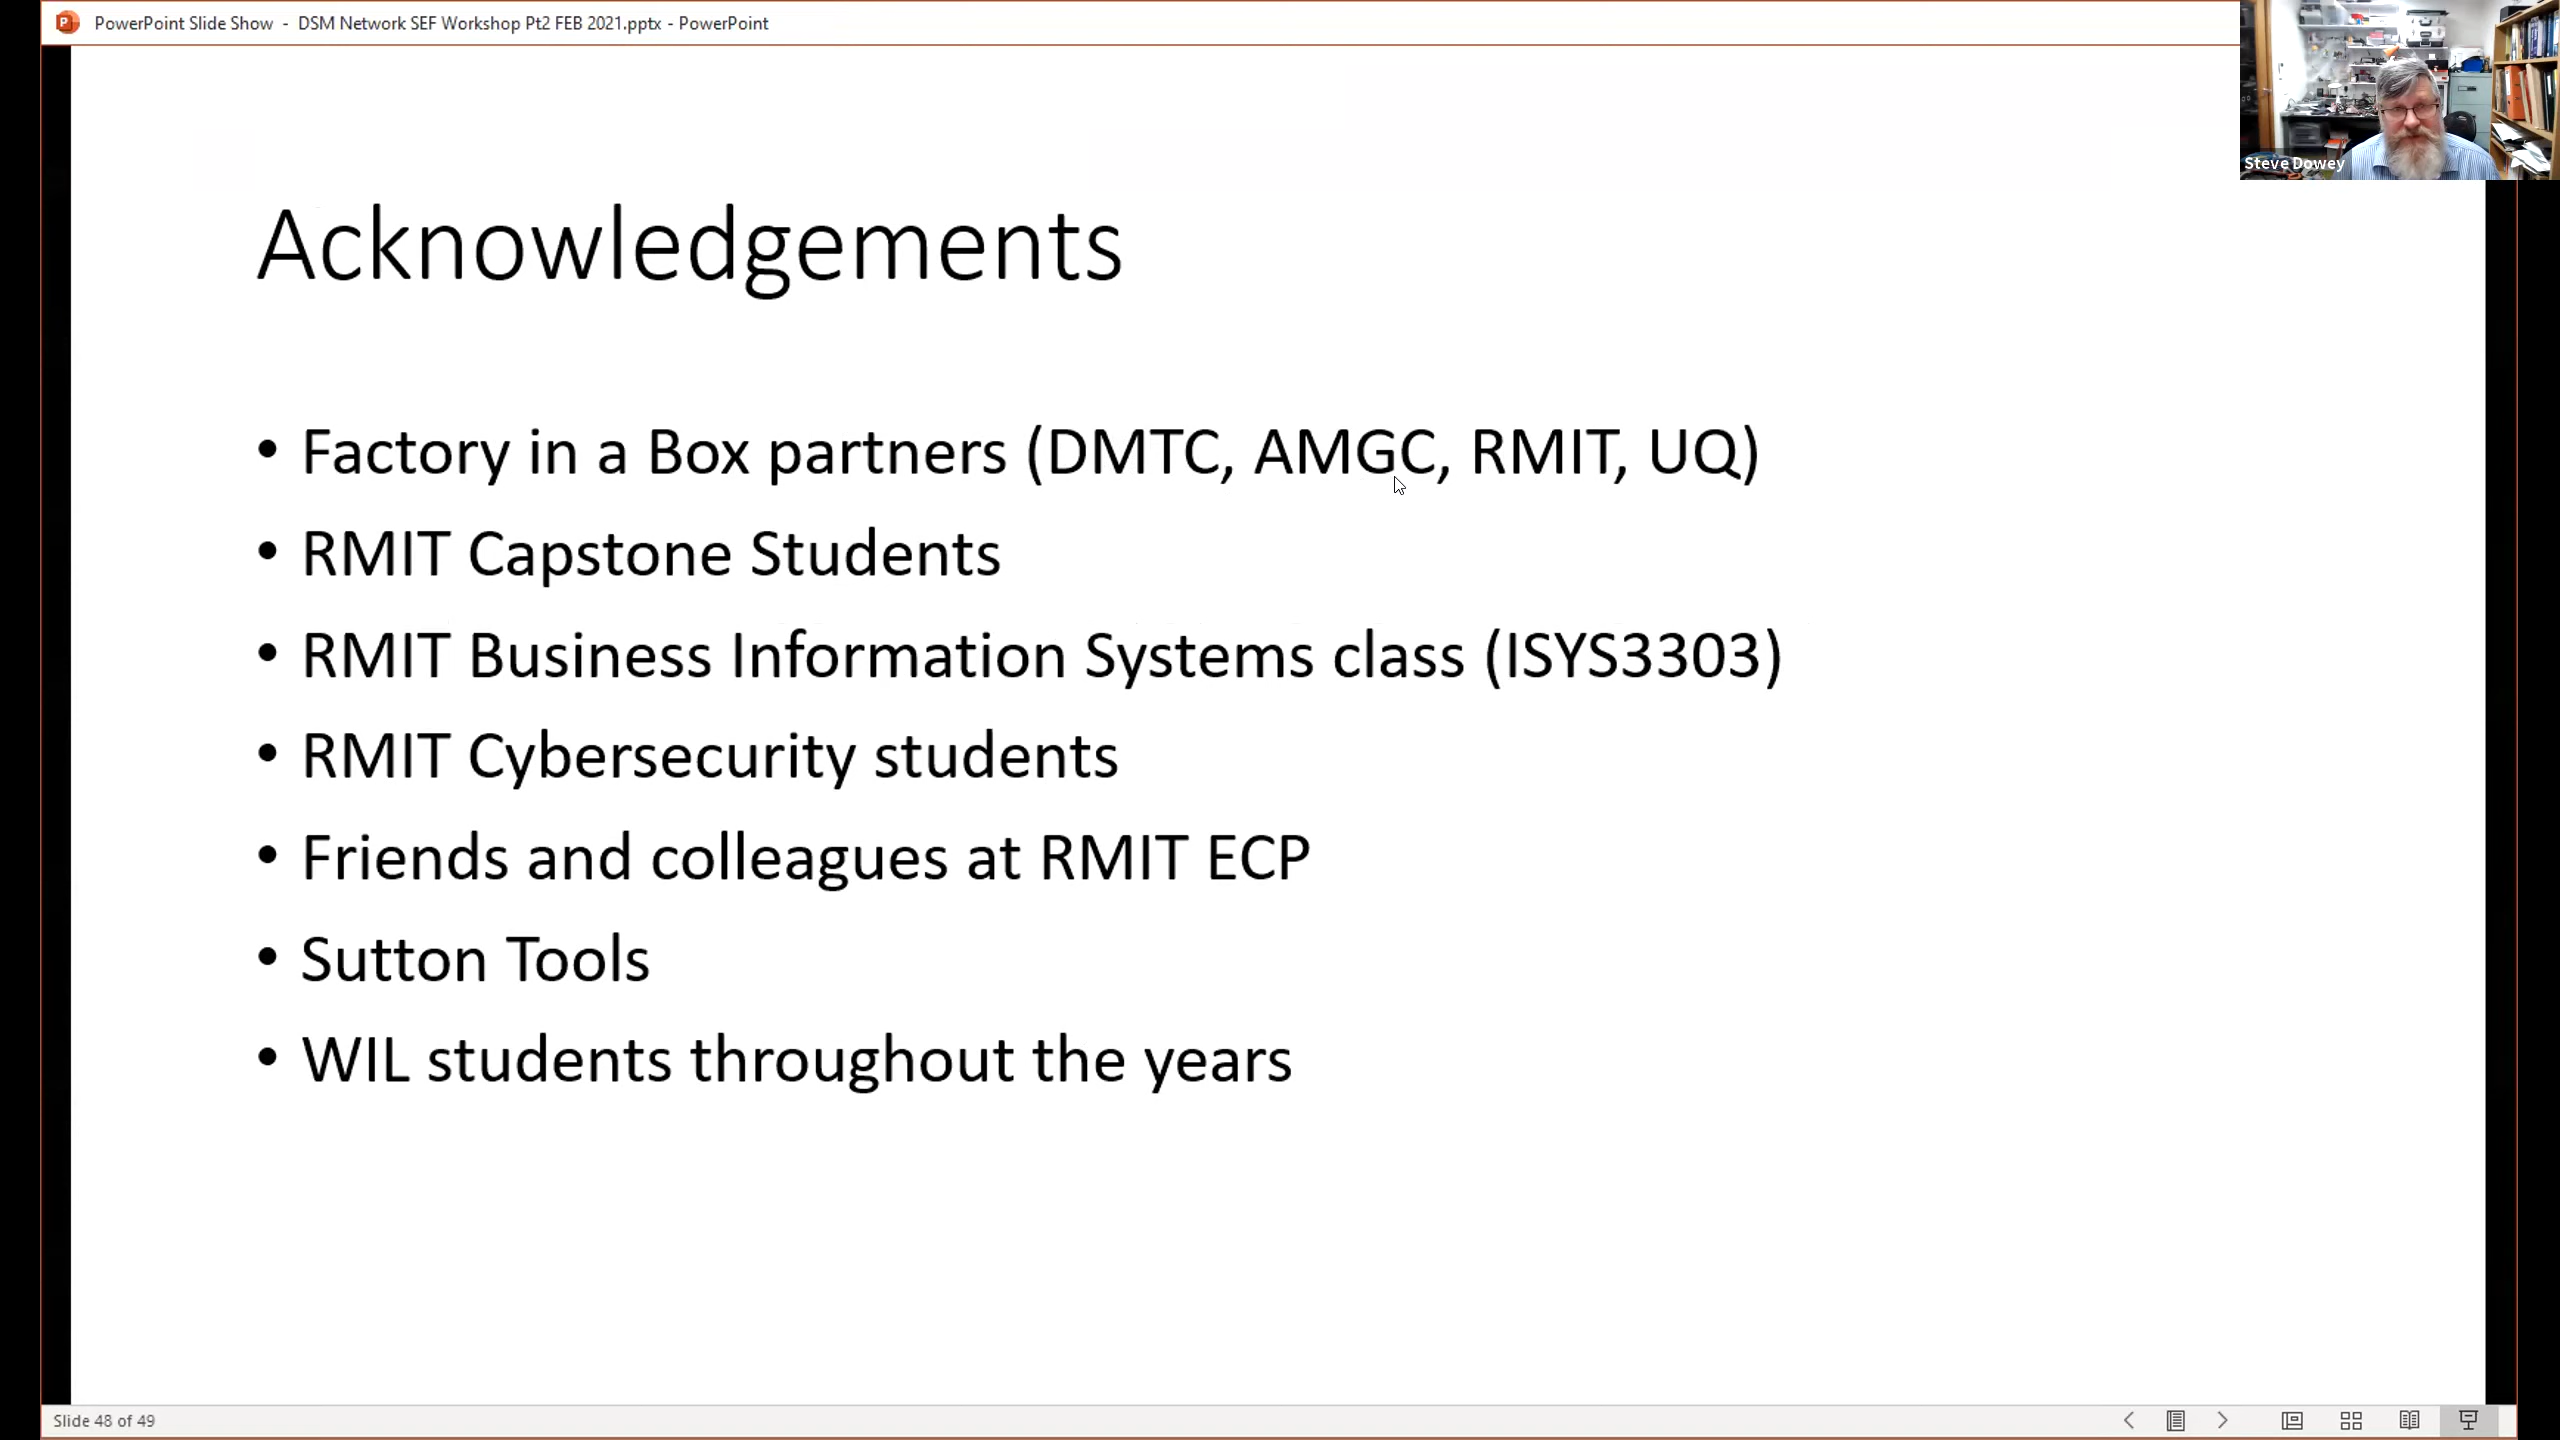 PowerPoint Slide Show - DSM Network SEF Workshop Pt2 FEB 2021.pptx - PowerPoint
Steve Dowey
Acknowledgements
• Factory in a Box partners (DMTC, AMGC, RMIT, UQ)
• RMIT Capstone Students
• RMIT Business Information Systems class (ISYS3303)
• RMIT Cybersecurity students
• Friends and colleagues at RMIT ECP
• Sutton Tools
• WIL students throughout the years
Slide 48 of 49